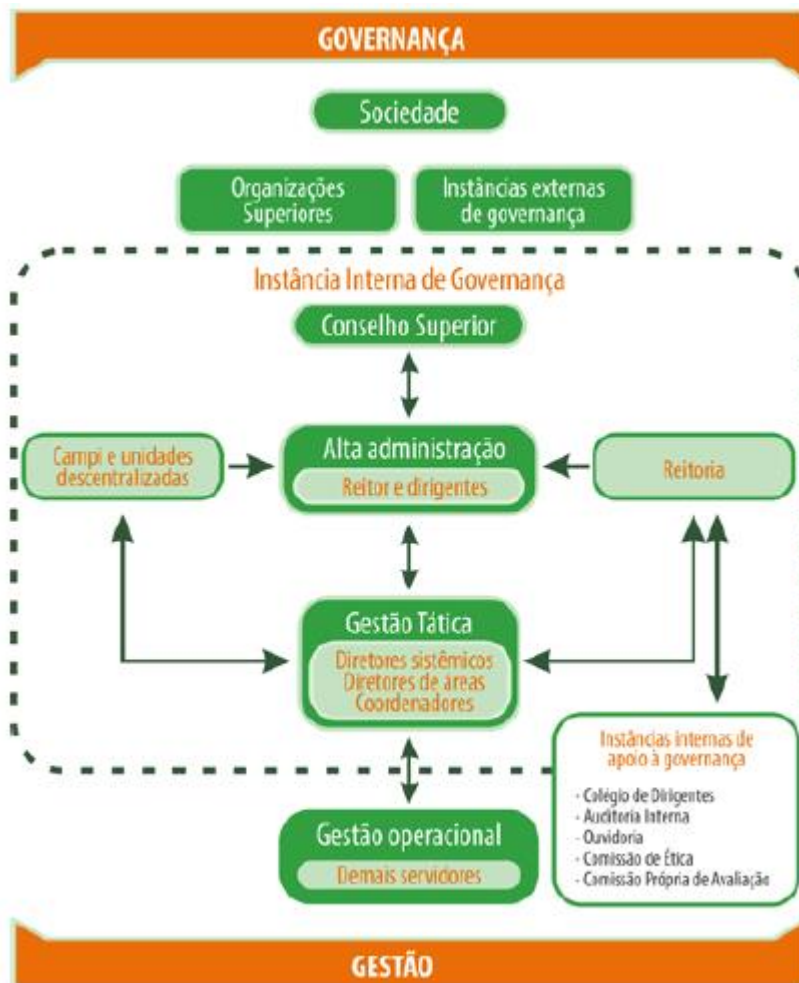 GOVERNANÇA
Sociedade
Organizações
Superiores
Instâncias externas
de governança
Instância Interna de Governança
Conselho Superior
Campi e unidades
descentralizadas
Alta administração
Reitor e dirigentes
Reitoria
Gestão Tática
Diretores sistêmicos
Diretores de áreas
Coordenadores
Instâncias internas de
apoio à governança
- Colégio de Dirigentes
- Auditoria Interna
- Ouvidoria
- Comissão de Ética
- Comissão Própria de Avaliação
Gestão operacional
Demais servidores
GESTÃO